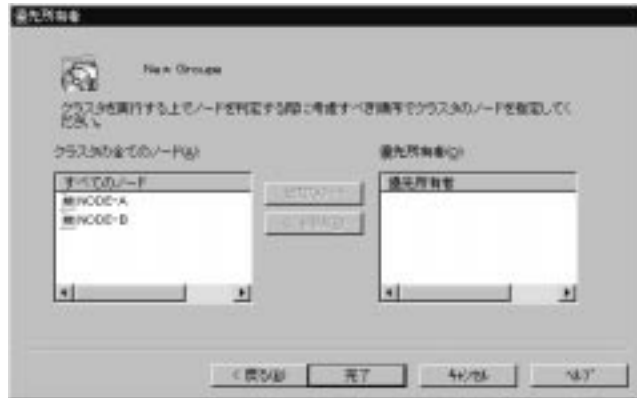 優先所有者
New Groups
クラスタを実行する上でノードを判定する際に考慮すべき順序でクラスタのノードを指定してく
ださい。
クラスタの全てのノード(A)
優先所有者(O)
すべてのノード
優先所有者
NODE-A
NODE-B
< 戻る(B)
完了
キャンセル
ヘルプ